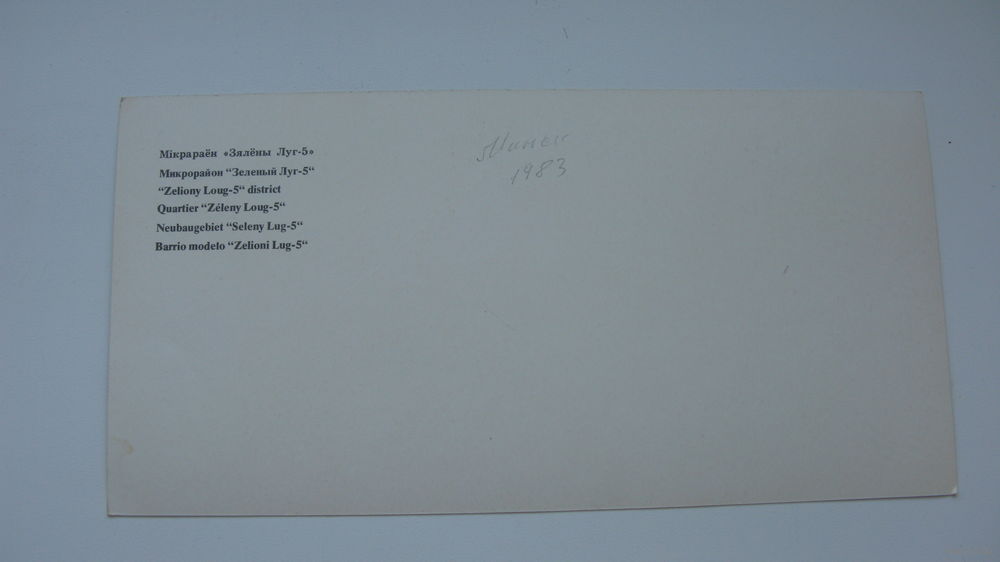 Мікрараён «Зялёны Луг-5»
Микрорайон “Зеленый Луг-5“
“Zeliony Loug-5“ district
Quartier “Zéleny Loug-5“
Neubaugebiet “Seleny Lug-5“
Barrio modelo “Zelioni Lug-5“
Минск
1983